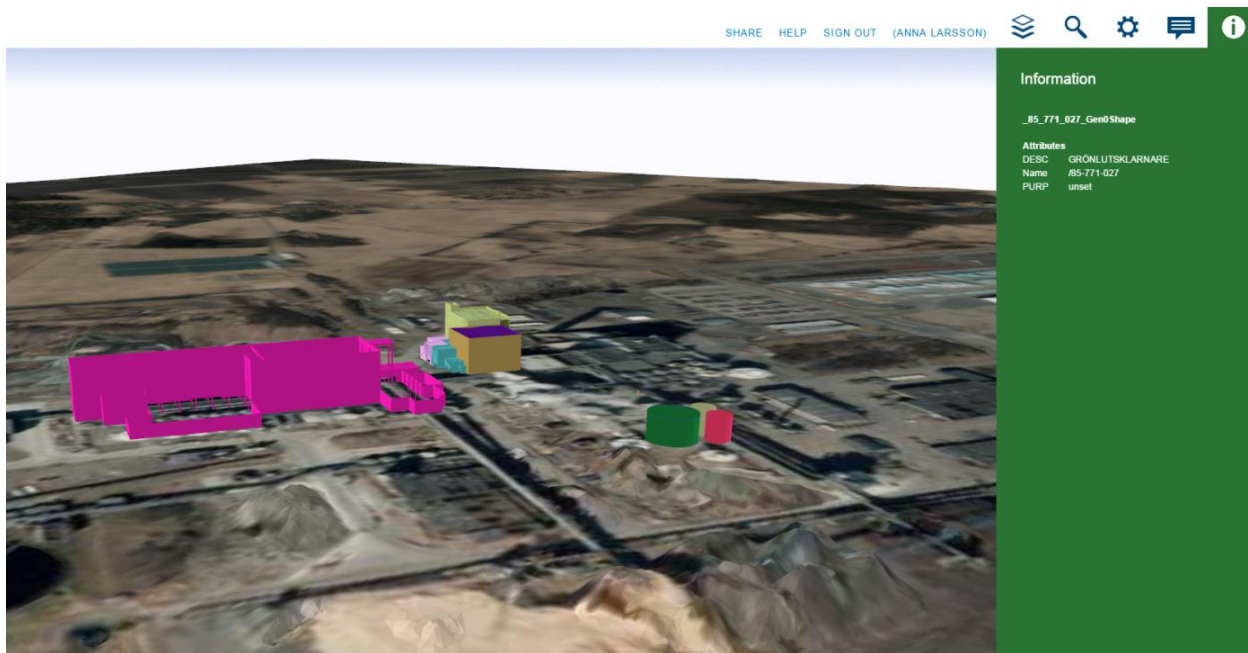 SHARE HELP SIGN OUT (ANNA LARSSON)
Information
_85_771_027_Gen0Shape
Attributes
DESC GRÖNLUTSKLARNARE
Name /85-771-027
PURP unset